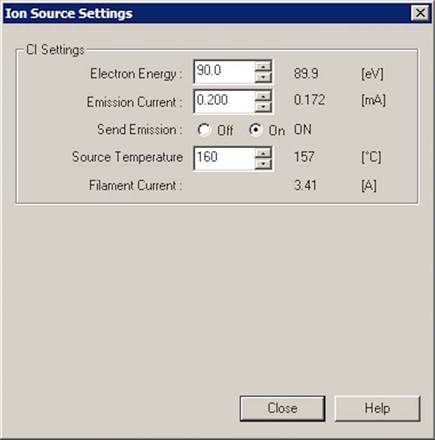 Ion Source Settings
CI Settings
Electron Energy : 90.0 89.9 [eV]
Emission Current : 0.200 0.172 [mA]
Send Emission : Off On ON
Source Temperature 160 157 [°C]
Filament Current : 3.41 [A]
Close Help